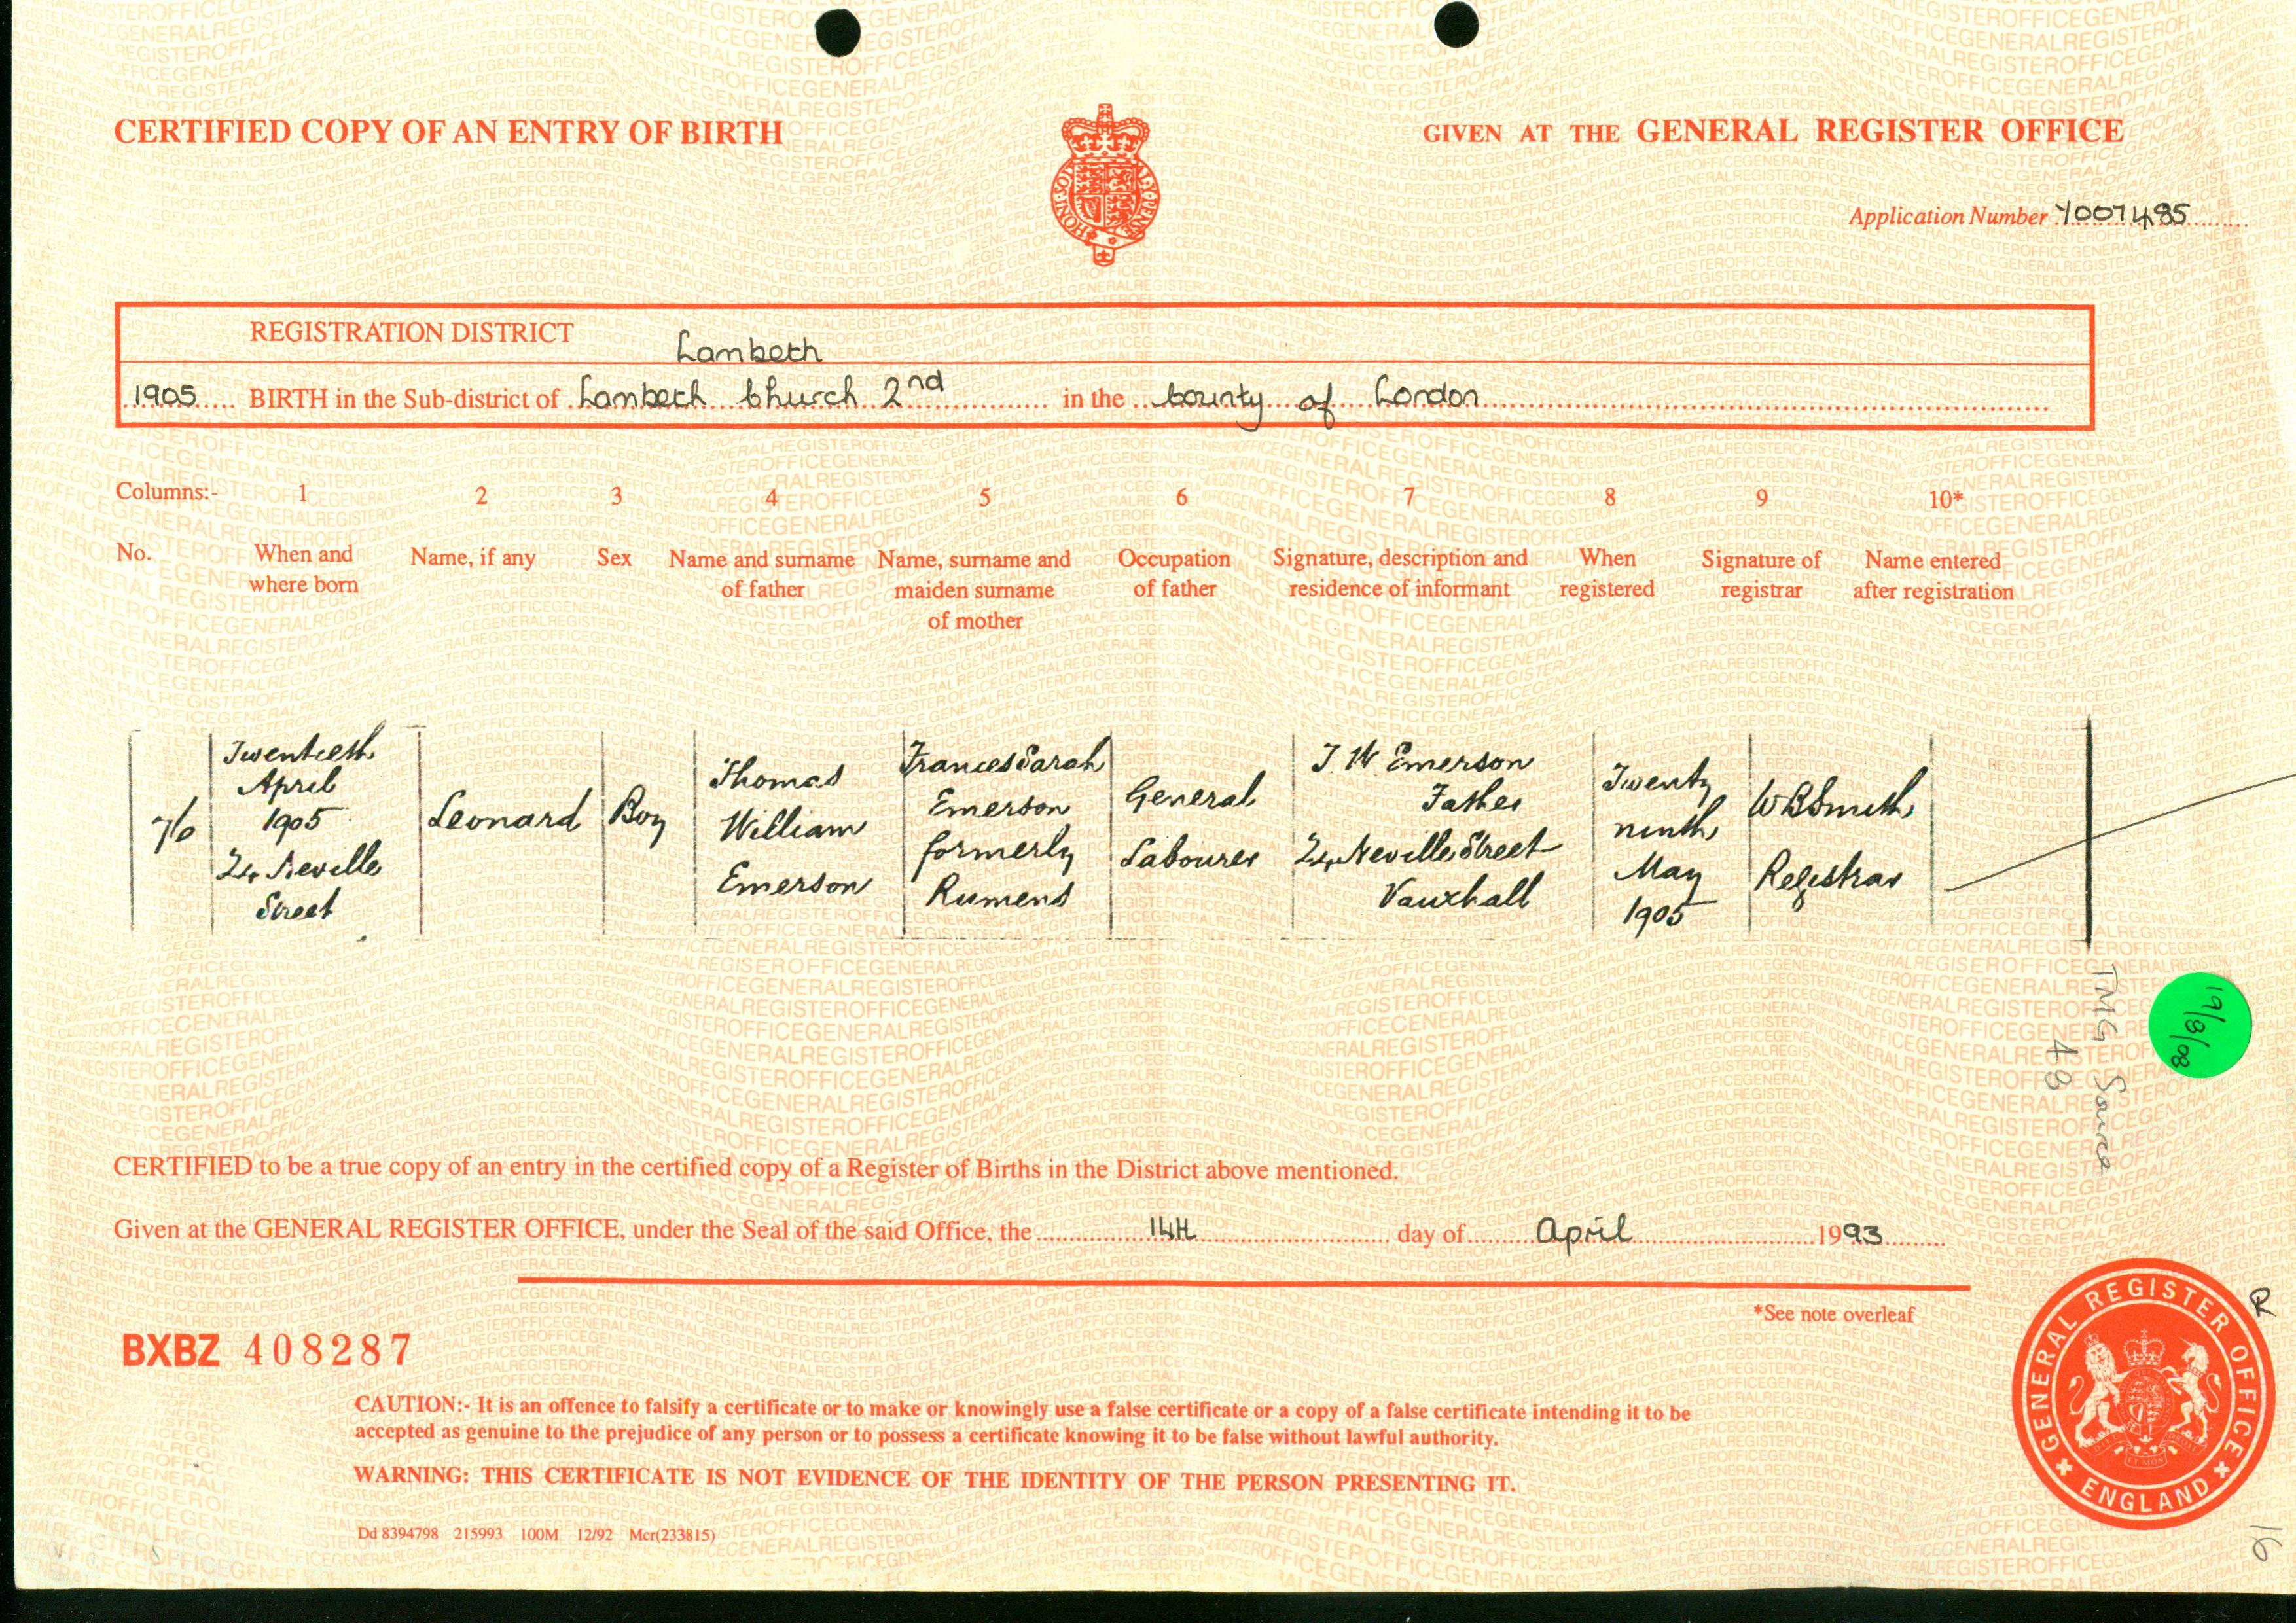 CERTIFIED COPY OF AN ENTRY OF BIRTH
GIVEN AT THE GENERAL REGISTER OFFICE
HONI·SOI QUI MAL·Y·PENSE
Application Number Y007485
REGISTRATION DISTRICT Lambeth
1905 BIRTH in the Sub-district of Lambeth Church 2nd in the County of London
Columns:- 1 2 3 4 5 6 7 8 9 10*
No.
When and
where born
Name, if any
Sex
Name and surname
of father
Name, surname and
maiden surname
of mother
Occupation
of father
Signature, description and
residence of informant
When
registered
Signature of
registrar
Name entered
after registration
76
Twentieth
April
1905
24 Neville
Street
Leonard
Boy
Thomas
William
Emerson
Frances Sarah
Emerson
formerly
Rumens
General
Labourer
T W Emerson
Father
24 Neville Street
Vauxhall
Twenty
ninth
May
1905
W B Smith
Registrar
TMG Source
48
19/8/08
CERTIFIED to be a true copy of an entry in the certified copy of a Register of Births in the District above mentioned.
Given at the GENERAL REGISTER OFFICE, under the Seal of the said Office, the 14th day of April 1993
*See note overleaf
R
BXBZ 408287
GENERAL REGISTER OFFICE
ENGLAND
CAUTION:- It is an offence to falsify a certificate or to make or knowingly use a false certificate or a copy of a false certificate intending it to be
accepted as genuine to the prejudice of any person or to possess a certificate knowing it to be false without lawful authority.
WARNING: THIS CERTIFICATE IS NOT EVIDENCE OF THE IDENTITY OF THE PERSON PRESENTING IT.
Dd 8394798 215993 100M 12/92 Mcr(233815)
16